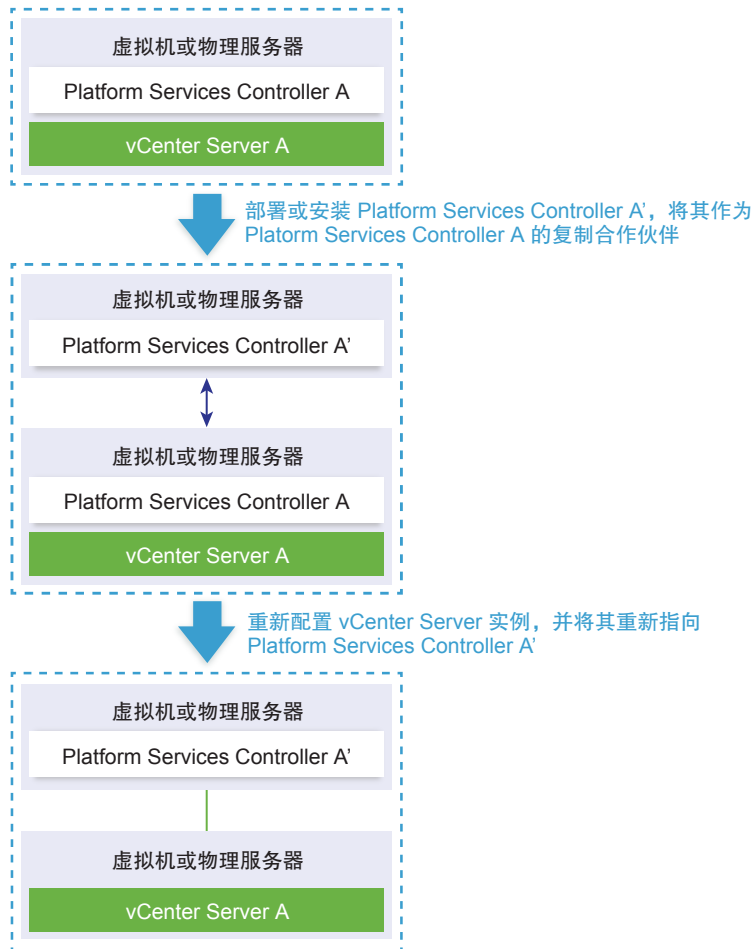 虚拟机或物理服务器
Platform Services Controller A
vCenter Server A
部署或安装 Platform Services Controller A’，将其作为
Platorm Services Controller A 的复制合作伙伴
虚拟机或物理服务器
Platform Services Controller A’
虚拟机或物理服务器
Platform Services Controller A
vCenter Server A
重新配置 vCenter Server 实例，并将其重新指向
Platform Services Controller A’
虚拟机或物理服务器
Platform Services Controller A’
虚拟机或物理服务器
vCenter Server A